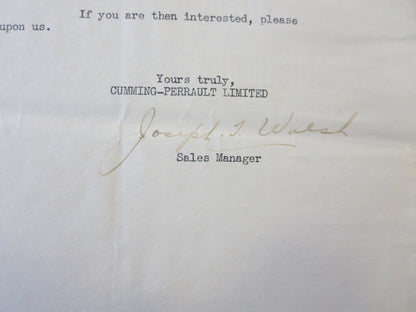 If you are then interested, please
upon us.
Yours truly,
CUMMING-PERRAULT LIMITED
Joseph T. Walsh
Sales Manager